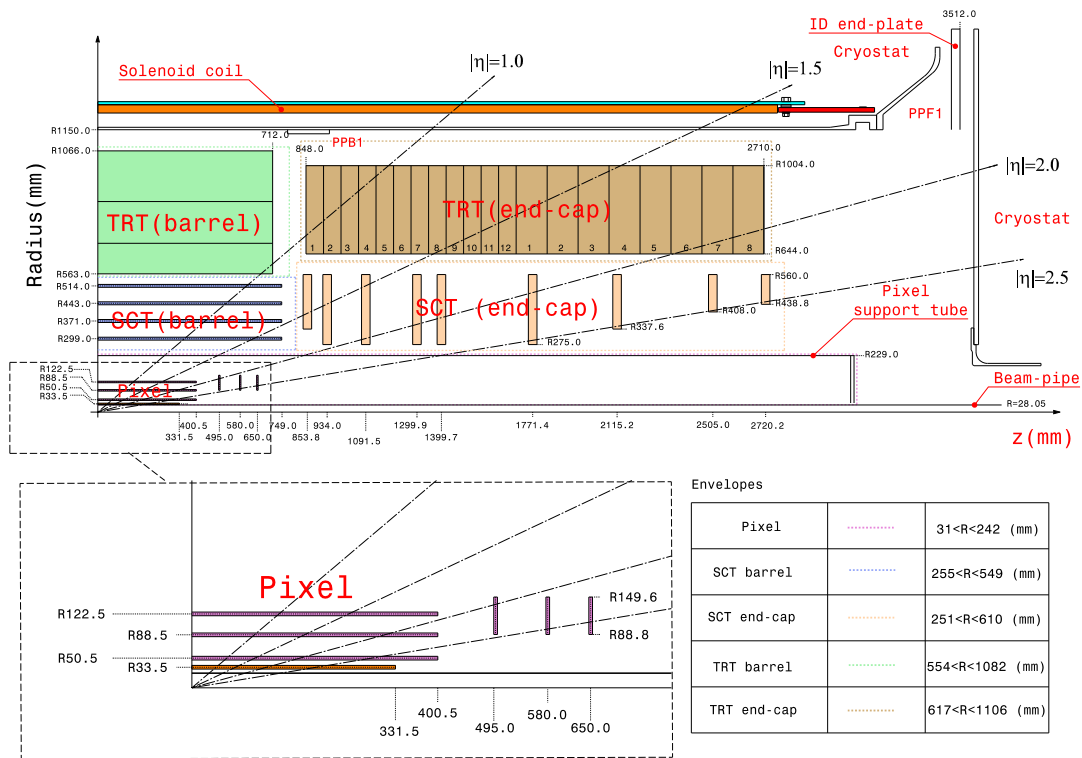 ID end-plate
3512.0
Cryostat
|η|=1.0
|η|=1.5
Solenoid coil
PPF1
R1150.0
712.0
PPB1
R1066.0
848.0
2710.0
R1004.0
|η|=2.0
Radius(mm)
TRT(barrel)
TRT(end-cap)
Cryostat
1 2 3 4 5 6 7 8 9 10 11 12 1 2 3 4 5 6 7 8
R644.0
R563.0
R560.0
|η|=2.5
R514.0
R443.0
R371.0
R299.0
SCT(barrel)
SCT (end-cap)
R438.8
R408.0
R337.6
R275.0
Pixel
support tube
R229.0
R122.5
R88.5
R50.5
R33.5
Pixel
Beam-pipe
R=28.05
400.5
580.0
749.0
934.0
1299.9
1771.4
2115.2
2505.0
2720.2
331.5
495.0
650.0
853.8
1091.5
1399.7
z(mm)
Pixel
R122.5
R88.5
R50.5
R33.5
R149.6
R88.8
400.5
580.0
331.5
495.0
650.0
Envelopes
Pixel 31<R<242 (mm)
SCT barrel 255<R<549 (mm)
SCT end-cap 251<R<610 (mm)
TRT barrel 554<R<1082 (mm)
TRT end-cap 617<R<1106 (mm)